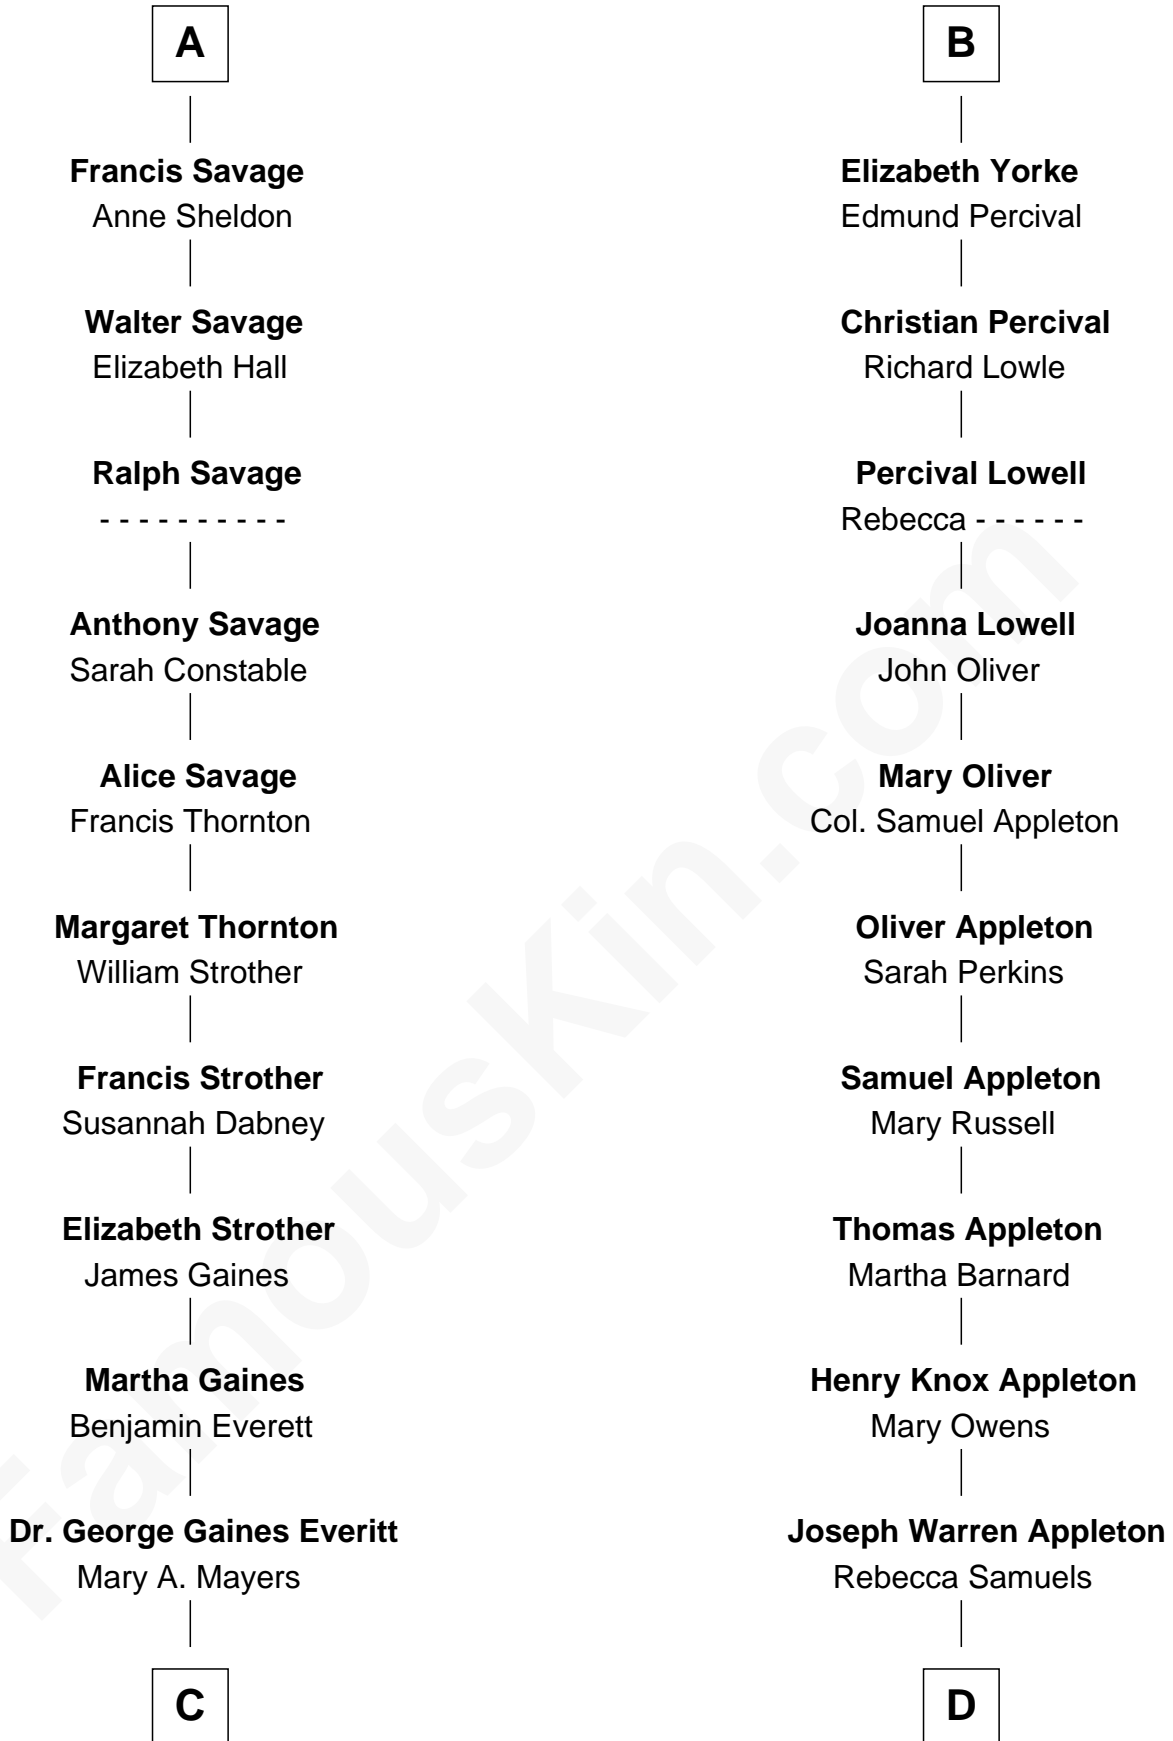 A
Francis Savage
Anne Sheldon
Walter Savage
Elizabeth Hall
Ralph Savage
- - - - - - - - - -
Anthony Savage
Sarah Constable
Alice Savage
Francis Thornton
Margaret Thornton
William Strother
Francis Strother
Susannah Dabney
Elizabeth Strother
James Gaines
Martha Gaines
Benjamin Everett
Dr. George Gaines Everitt
Mary A. Mayers
C
B
Elizabeth Yorke
Edmund Percival
Christian Percival
Richard Lowle
Percival Lowell
Rebecca - - - - - -
Joanna Lowell
John Oliver
Mary Oliver
Col. Samuel Appleton
Oliver Appleton
Sarah Perkins
Samuel Appleton
Mary Russell
Thomas Appleton
Martha Barnard
Henry Knox Appleton
Mary Owens
Joseph Warren Appleton
Rebecca Samuels
D
FamousKin.com